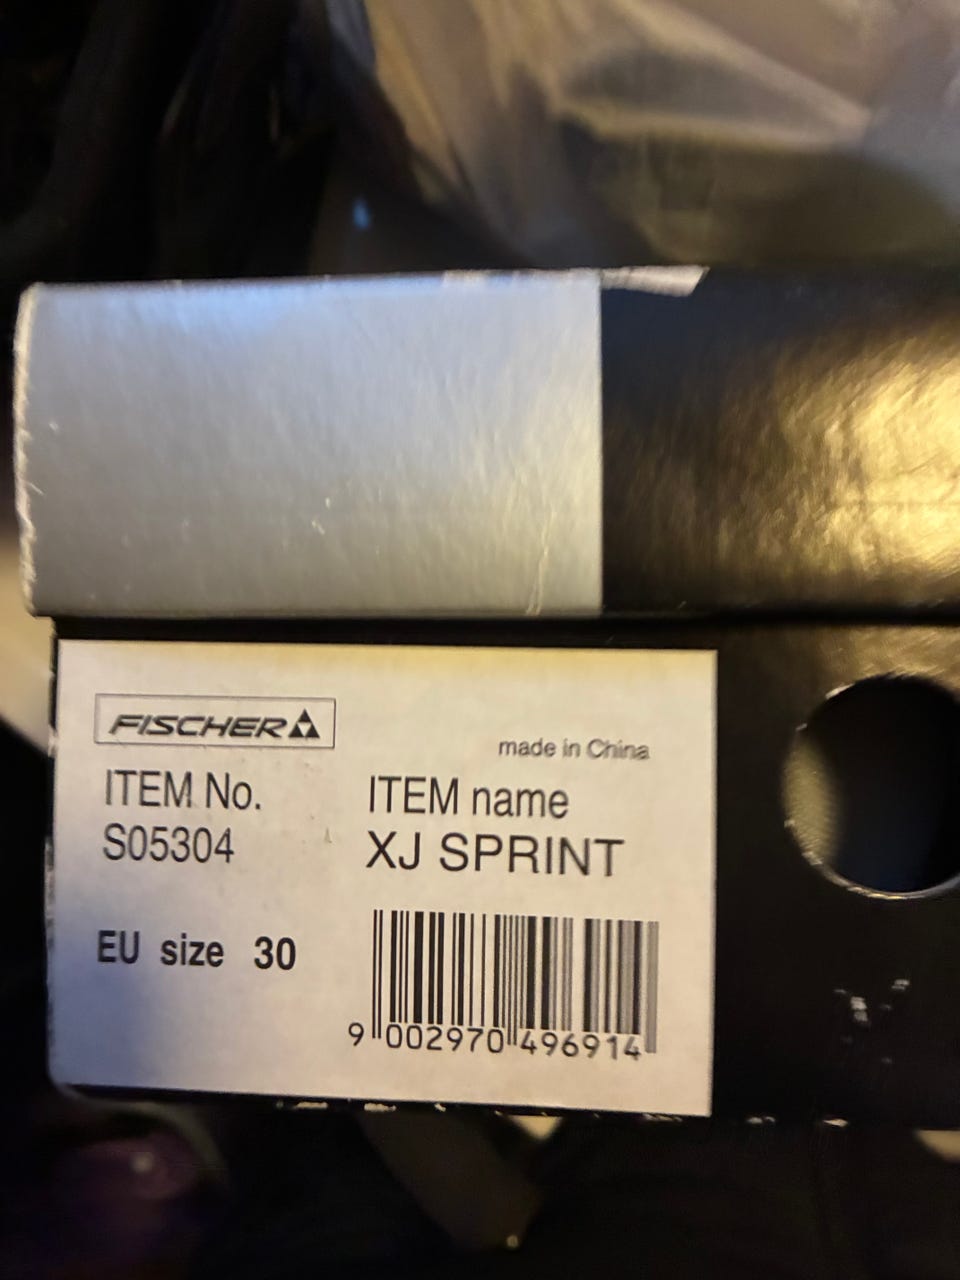 FISCHER
made in China
ITEM No.
ITEM name
S05304
XJ SPRINT
EU size 30
9 002970 496914